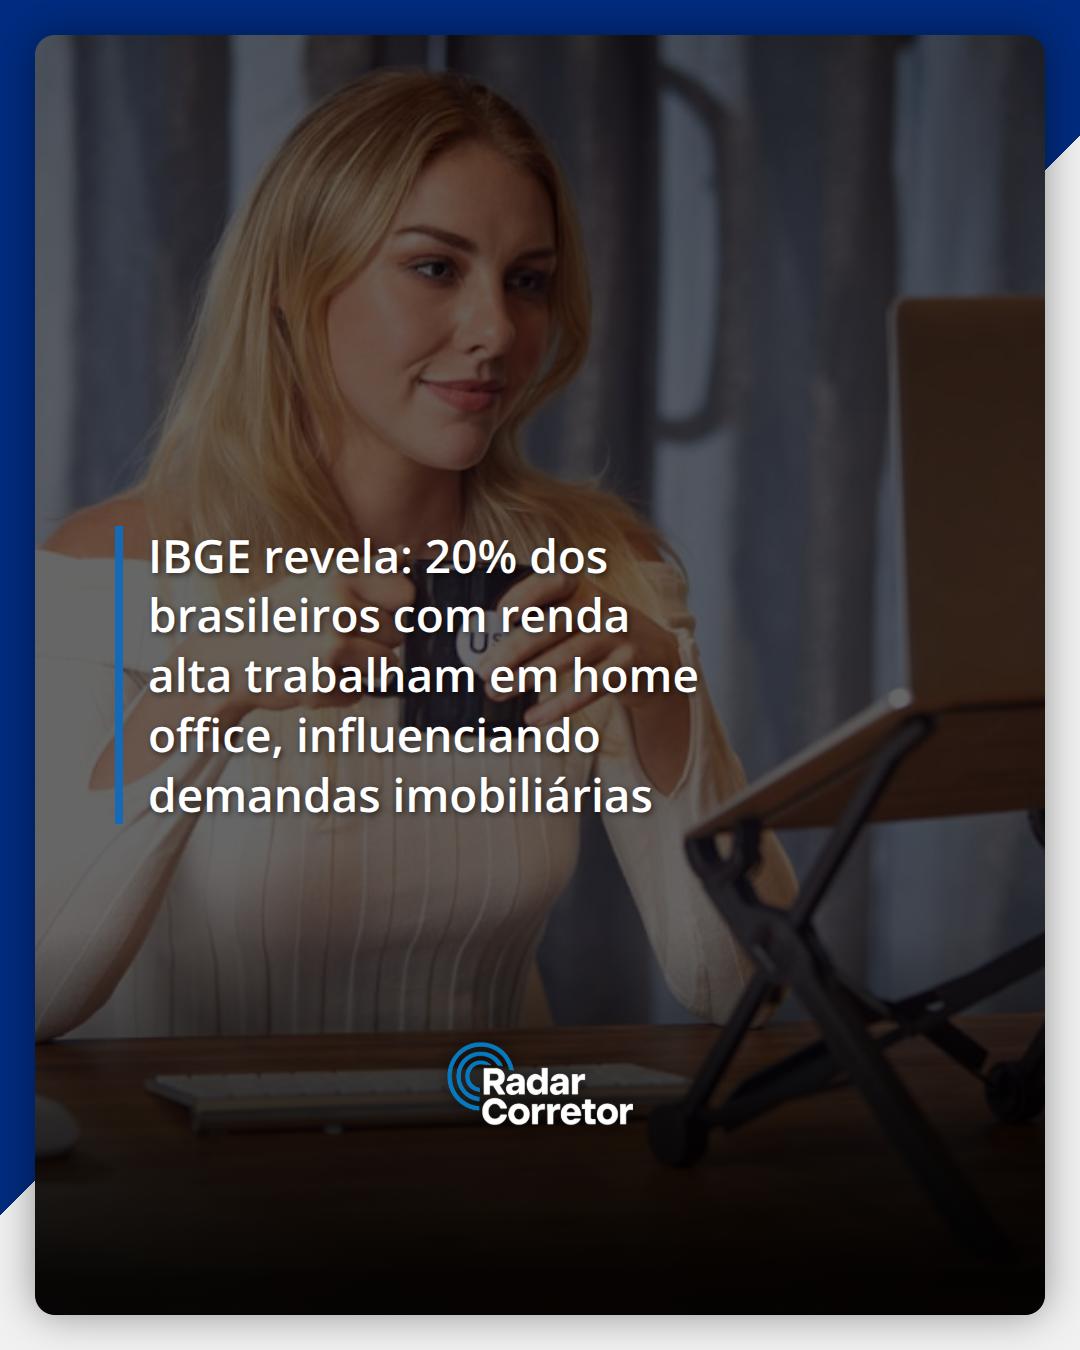 IBGE revela: 20% dos
brasileiros com renda
alta trabalham em home
office, influenciando
demandas imobiliárias
Radar
Corretor